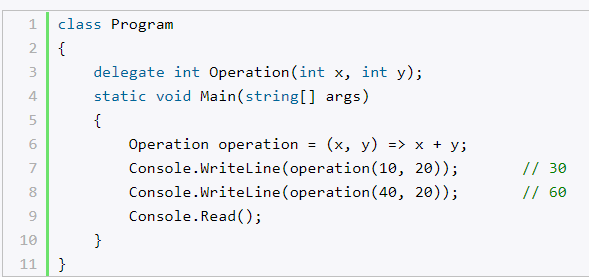 1 class Program
2 {
3     delegate int Operation(int x, int y);
4     static void Main(string[] args)
5     {
6         Operation operation = (x, y) => x + y;
7         Console.WriteLine(operation(10, 20));       // 30
8         Console.WriteLine(operation(40, 20));       // 60
9         Console.Read();
10     }
11 }